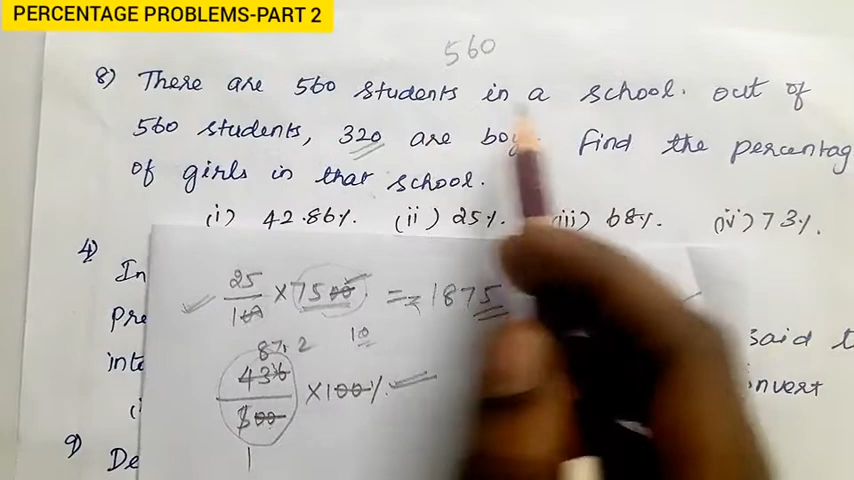 PERCENTAGE PROBLEMS-PART 2
560
8) There are 560 students in a school. out of
560 students, 320 are boy. Find the percentag
of girls in that school.
(i) 42.86%. (ii) 25%. (iii) 68%. (iv) 73%.
4) In
pre
inte
(i
25/100 × 7500 = 1875
87.2 10
436/500 × 100%.
1
said t
invert
9) De